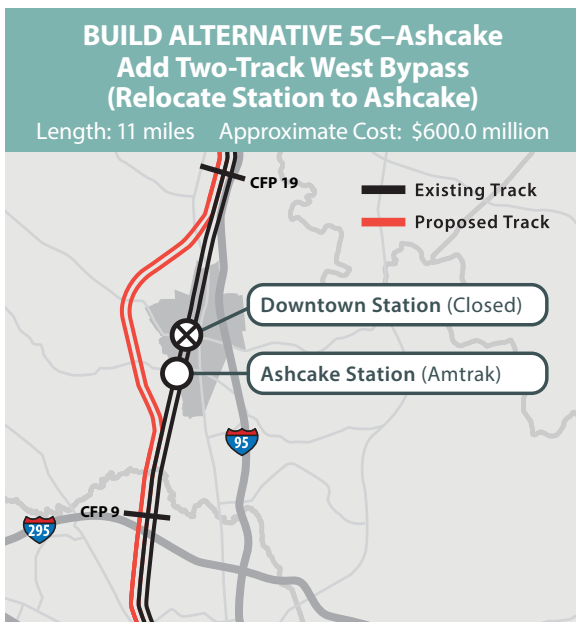 BUILD ALTERNATIVE 5C–Ashcake
Add Two-Track West Bypass
(Relocate Station to Ashcake)
Length: 11 miles Approximate Cost: $600.0 million
CFP 19
Existing Track
Proposed Track
Downtown Station (Closed)
Ashcake Station (Amtrak)
95
CFP 9
295